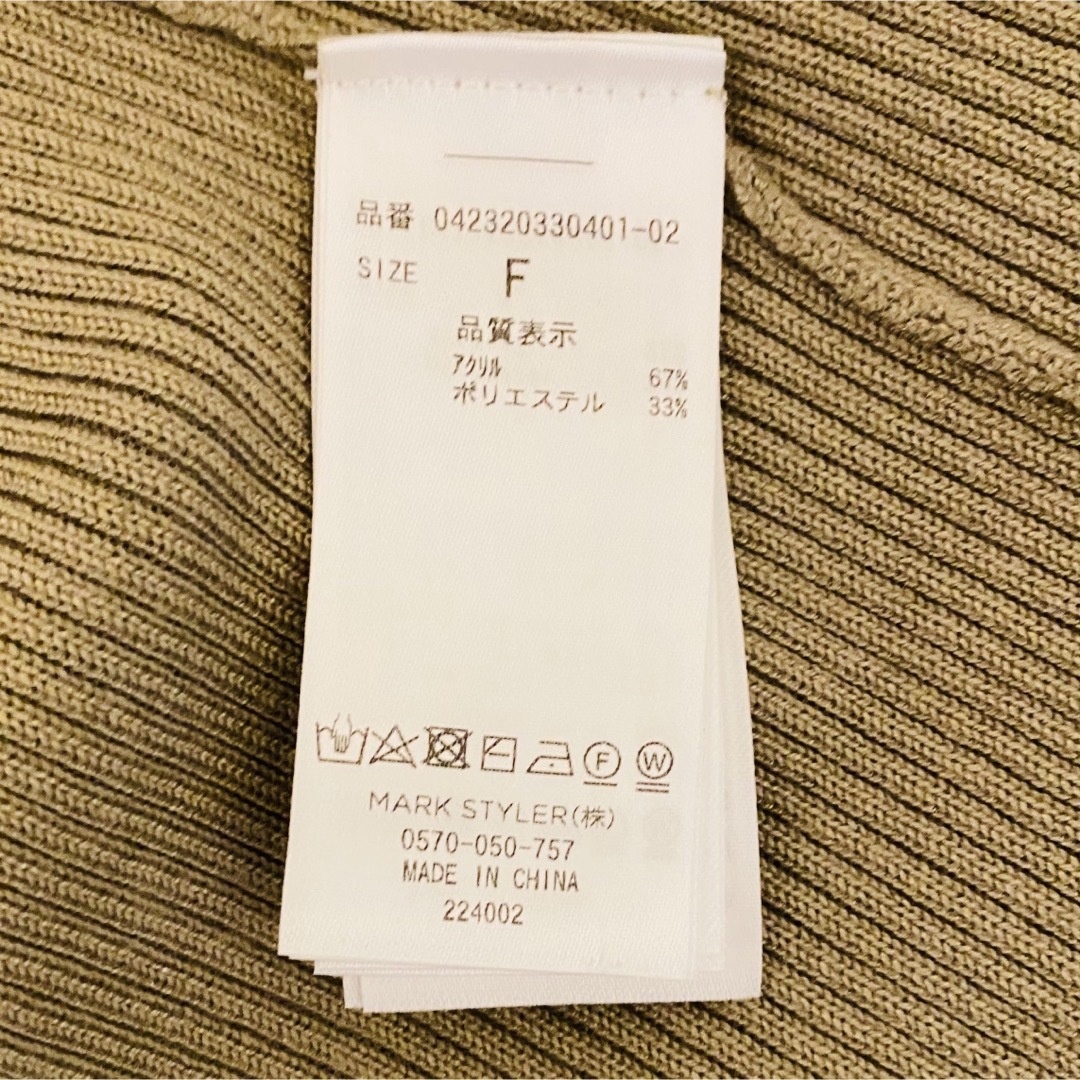 品番 042320330401-02
SIZE F
品質表示
ｱｸﾘﾙ 67%
ポリエステル 33%
F W
MARK STYLER(株)
0570-050-757
MADE IN CHINA
224002